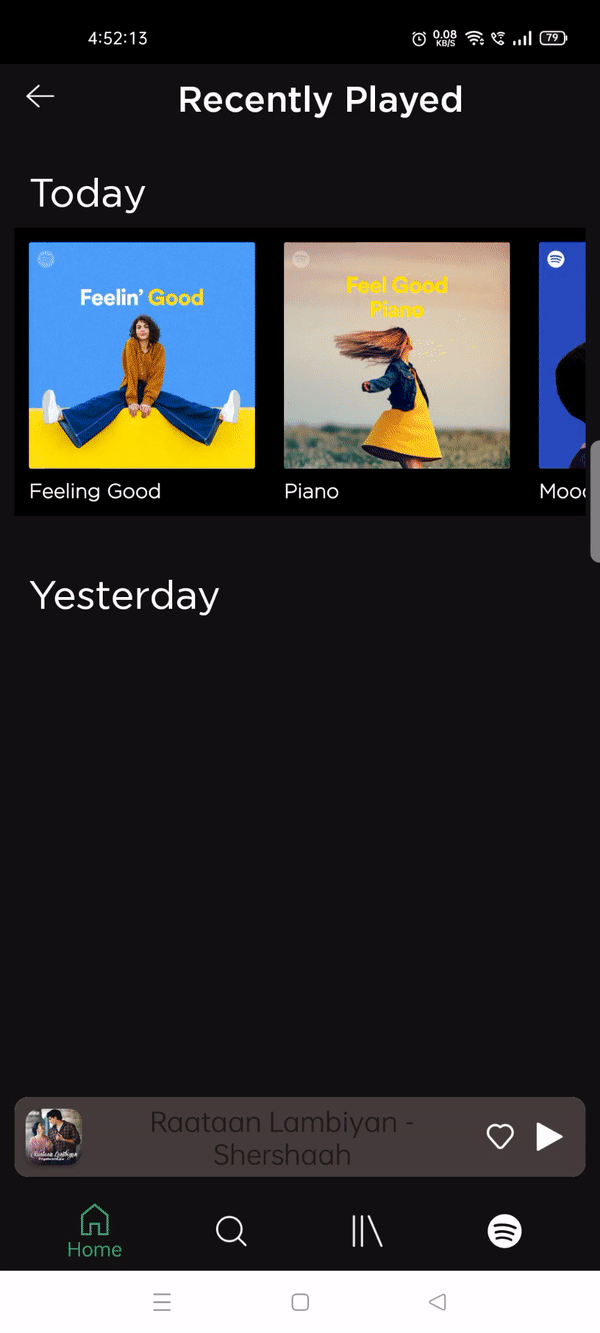 4:52:13
0.08
KB/S
79
Recently Played
Today
Feelin' Good
Feel Good
Piano
Feeling Good
Piano
Mood
Yesterday
Raataan Lambiyan -
Shershaah
Home